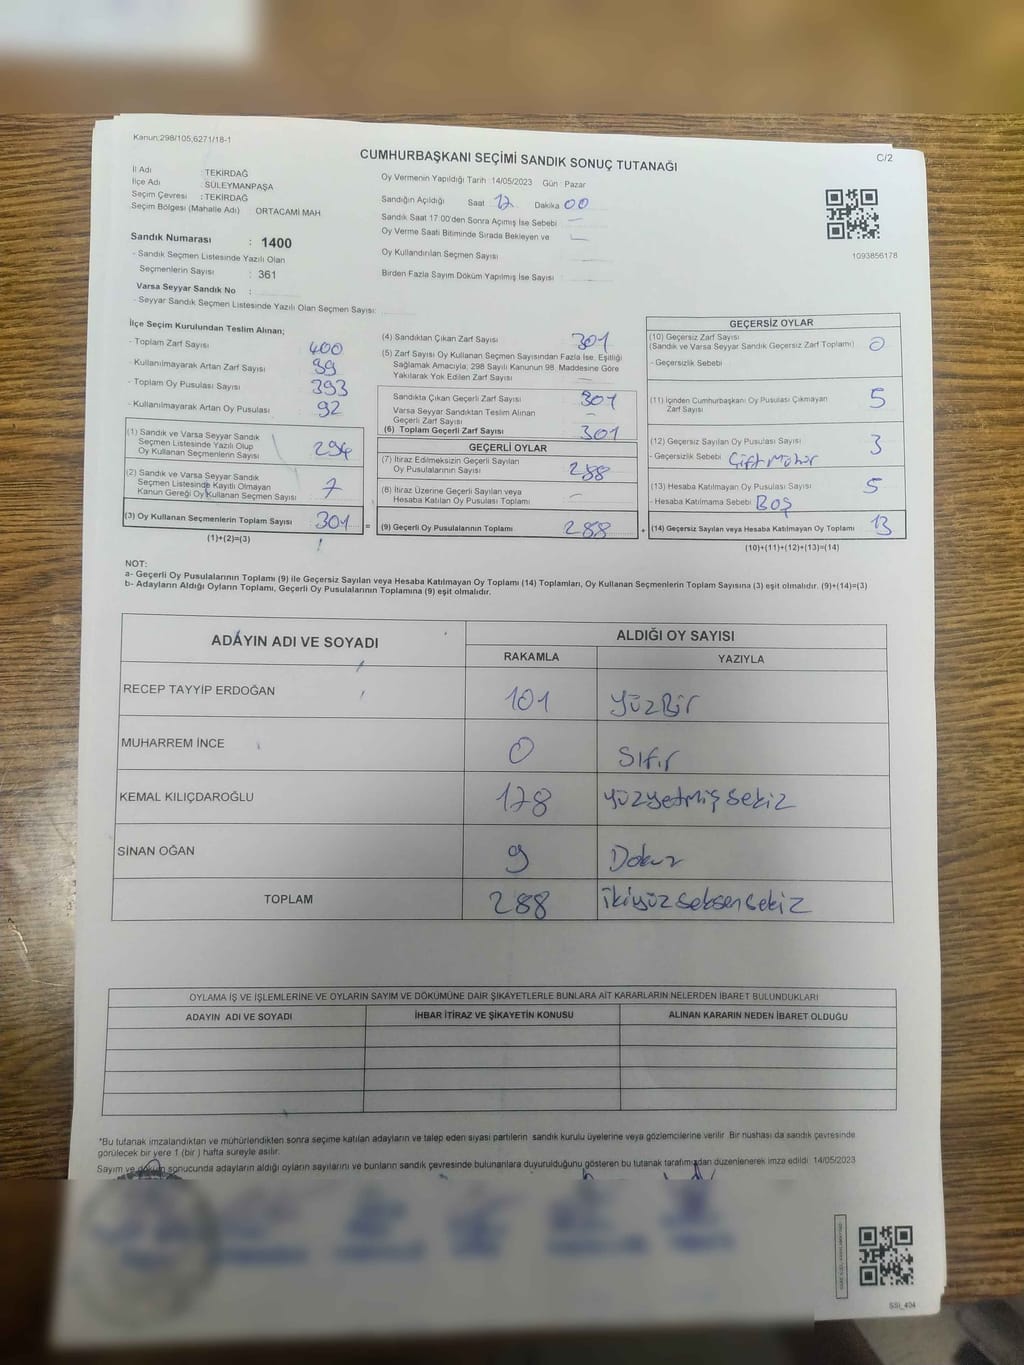 Kanun:298/105,6271/18-1
C/2
CUMHURBAŞKANI SEÇİMİ SANDIK SONUÇ TUTANAĞI
İl Adı : TEKİRDAĞ
İlçe Adı : SÜLEYMANPAŞA
Seçim Çevresi : TEKİRDAĞ
Seçim Bölgesi (Mahalle Adı) ORTACAMİ MAH
Sandık Numarası : 1400
- Sandık Seçmen Listesinde Yazılı Olan
Seçmenlerin Sayısı : 361
Varsa Seyyar Sandık No :
- Seyyar Sandık Seçmen Listesinde Yazılı Olan Seçmen Sayısı:
Oy Vermenin Yapıldığı Tarih : 14/05/2023 Gün : Pazar
Sandığın Açıldığı Saat 17 Dakika 00
Sandık Saat 17.00'den Sonra Açımış İse Sebebi —
Oy Verme Saati Bitiminde Sırada Bekleyen ve —
Oy Kullandırılan Seçmen Sayısı
Birden Fazla Sayım Döküm Yapılmış İse Sayısı
1093856178
İlçe Seçim Kurulundan Teslim Alınan;
- Toplam Zarf Sayısı 400
- Kullanılmayarak Artan Zarf Sayısı 99
- Toplam Oy Pusulası Sayısı 393
- Kullanılmayarak Artan Oy Pusulası 92
(1) Sandık ve Varsa Seyyar Sandık
Seçmen Listesinde Yazılı Olup
Oy Kullanan Seçmenlerin Sayısı 294
(2) Sandık ve Varsa Seyyar Sandık
Seçmen Listesinde Kayıtlı Olmayan
Kanun Gereği Oy Kullanan Seçmen Sayısı 7
(3) Oy Kullanan Seçmenlerin Toplam Sayısı 301 =
(1)+(2)=(3)
(4) Sandıktan Çıkan Zarf Sayısı 301
(5) Zarf Sayısı Oy Kullanan Seçmen Sayısından Fazla İse, Eşitliği
Sağlamak Amacıyla, 298 Sayılı Kanunun 98. Maddesine Göre
Yakılarak Yok Edilen Zarf Sayısı —
Sandıkta Çıkan Geçerli Zarf Sayısı 301
Varsa Seyyar Sandıktan Teslim Alınan
Geçerli Zarf Sayısı —
(6) Toplam Geçerli Zarf Sayısı 301
GEÇERLİ OYLAR
(7) İtiraz Edilmeksizin Geçerli Sayılan
Oy Pusulalarının Sayısı 288
(8) İtiraz Üzerine Geçerli Sayılan veya
Hesaba Katılan Oy Pusulası Toplamı —
(9) Geçerli Oy Pusulalarının Toplamı 288 +
GEÇERSİZ OYLAR
(10) Geçersiz Zarf Sayısı
(Sandık ve Varsa Seyyar Sandık Geçersiz Zarf Toplamı) 0
- Geçersizlik Sebebi
(11) İçinden Cumhurbaşkanı Oy Pusulası Çıkmayan
Zarf Sayısı 5
(12) Geçersiz Sayılan Oy Pusulası Sayısı 3
- Geçersizlik Sebebi Çift Mühür
(13) Hesaba Katılmayan Oy Pusulası Sayısı 5
- Hesaba Katılmama Sebebi BOŞ
(14) Geçersiz Sayılan veya Hesaba Katılmayan Oy Toplamı 13
(10)+(11)+(12)+(13)=(14)
NOT:
a- Geçerli Oy Pusulalarının Toplamı (9) ile Geçersiz Sayılan veya Hesaba Katılmayan Oy Toplamı (14) Toplamları, Oy Kullanan Seçmenlerin Toplam Sayısına (3) eşit olmalıdır. (9)+(14)=(3)
b- Adayların Aldığı Oyların Toplamı, Geçerli Oy Pusulalarının Toplamına (9) eşit olmalıdır.
ADAYIN ADI VE SOYADI
ALDIĞI OY SAYISI
RAKAMLA YAZIYLA
RECEP TAYYİP ERDOĞAN 101 YüzBir
MUHARREM İNCE 0 Sıfır
KEMAL KILIÇDAROĞLU 178 yüzyetmişsekiz
SİNAN OĞAN 9 Dokuz
TOPLAM 288 ikiyüzseksensekiz
OYLAMA İŞ VE İŞLEMLERİNE VE OYLARIN SAYIM VE DÖKÜMÜNE DAİR ŞİKAYETLERLE BUNLARA AİT KARARLARIN NELERDEN İBARET BULUNDUKLARI
ADAYIN ADI VE SOYADI İHBAR İTİRAZ VE ŞİKAYETİN KONUSU ALINAN KARARIN NEDEN İBARET OLDUĞU
*Bu tutanak imzalandıktan ve mühürlendikten sonra seçime katılan adayların ve talep eden siyasi partilerin sandık kurulu üyelerine veya gözlemcilerine verilir. Bir nushası da sandık çevresinde
görülecek bir yere 1 (bir ) hafta süreyle asılır.
Sayım ve döküm sonucunda adayların aldığı oyların sayılarını ve bunların sandık çevresinde bulunanlara duyurulduğunu gösteren bu tutanak tarafımızdan düzenlenerek imza edildi. 14/05/2023
SSİ_404